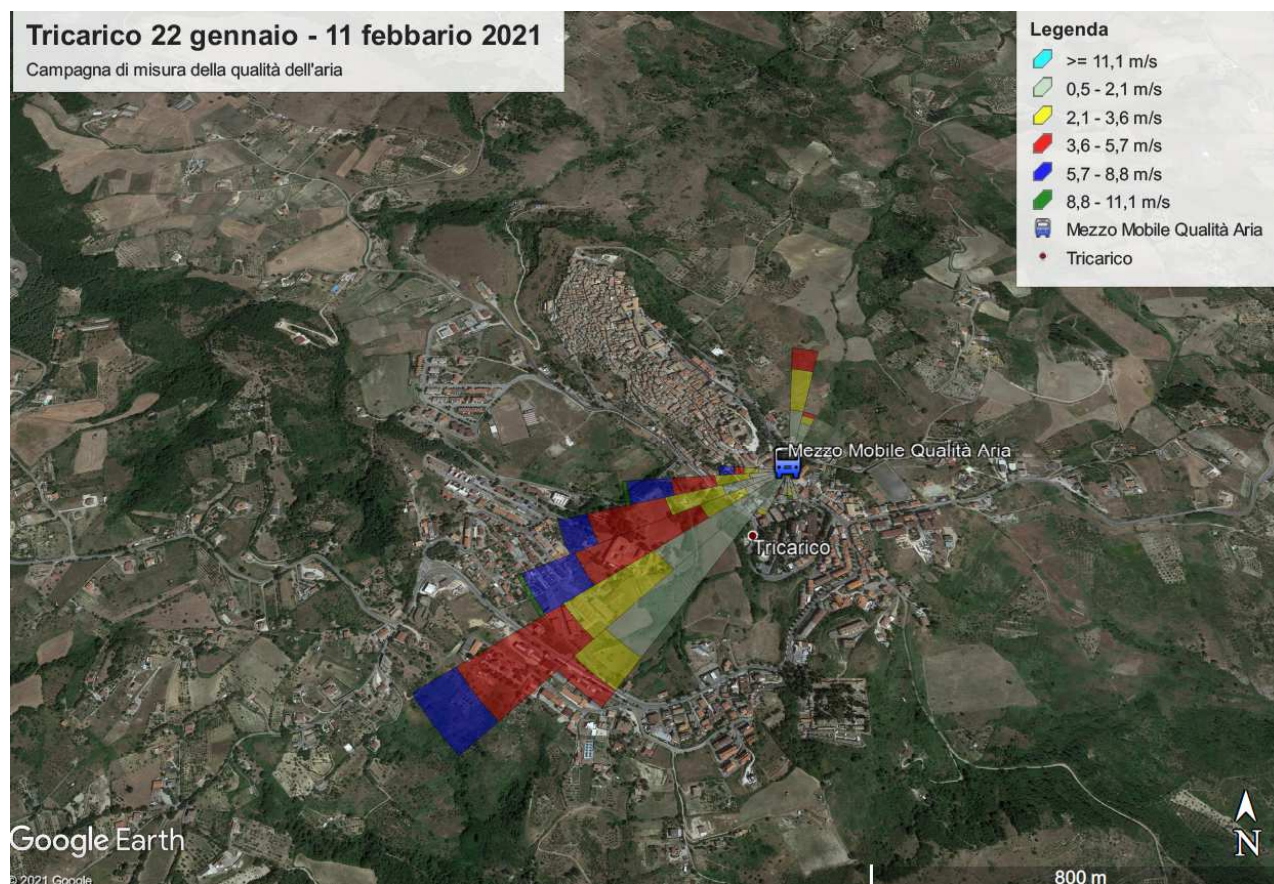 Tricarico 22 gennaio - 11 febbario 2021
Campagna di misura della qualità dell'aria
Legenda
>= 11,1 m/s
0,5 - 2,1 m/s
2,1 - 3,6 m/s
3,6 - 5,7 m/s
5,7 - 8,8 m/s
8,8 - 11,1 m/s
Mezzo Mobile Qualità Aria
Tricarico
Mezzo Mobile Qualità Aria
Tricarico
Google Earth
© 2021 Google
N
800 m